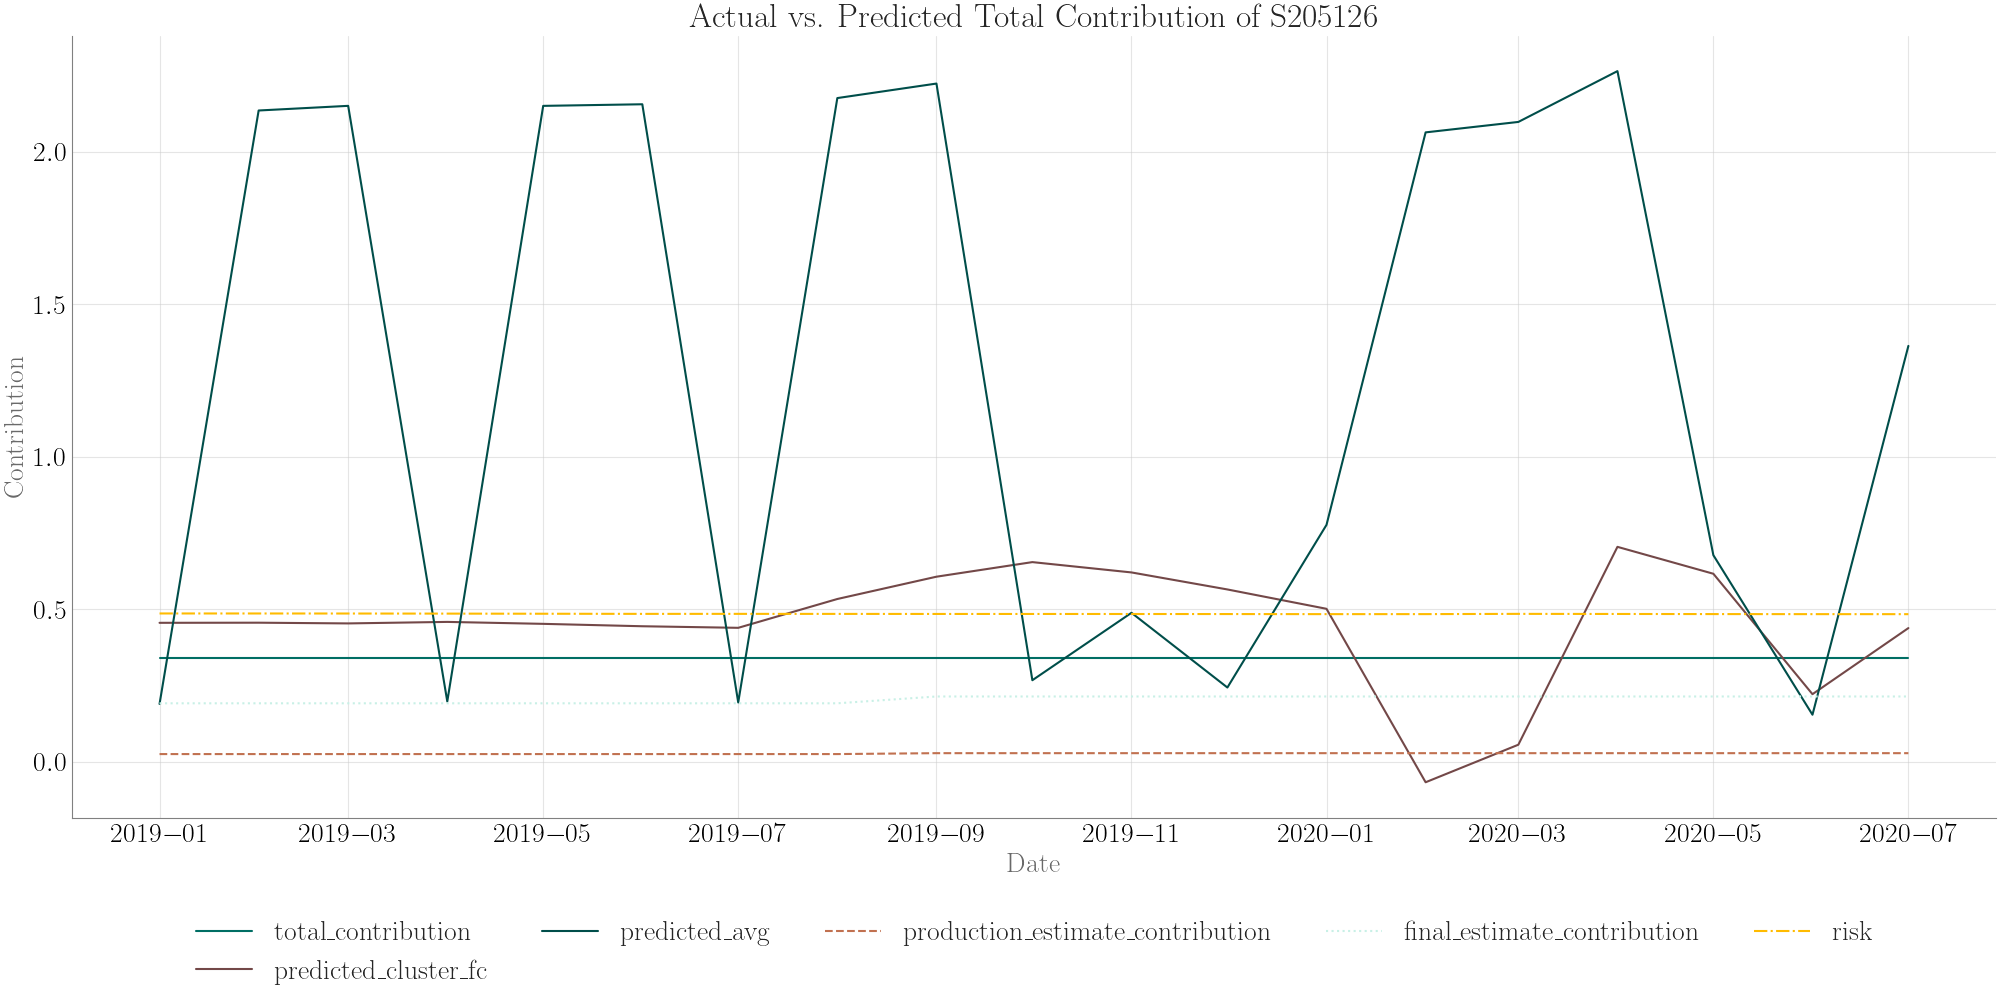 Actual vs. Predicted Total Contribution of S205126
Contribution
2.0
1.5
1.0
0.5
0.0
2019−01 2019−03 2019−05 2019−07 2019−09 2019−11 2020−01 2020−03 2020−05 2020−07
Date
total_contribution predicted_avg production_estimate_contribution final_estimate_contribution risk
predicted_cluster_fc